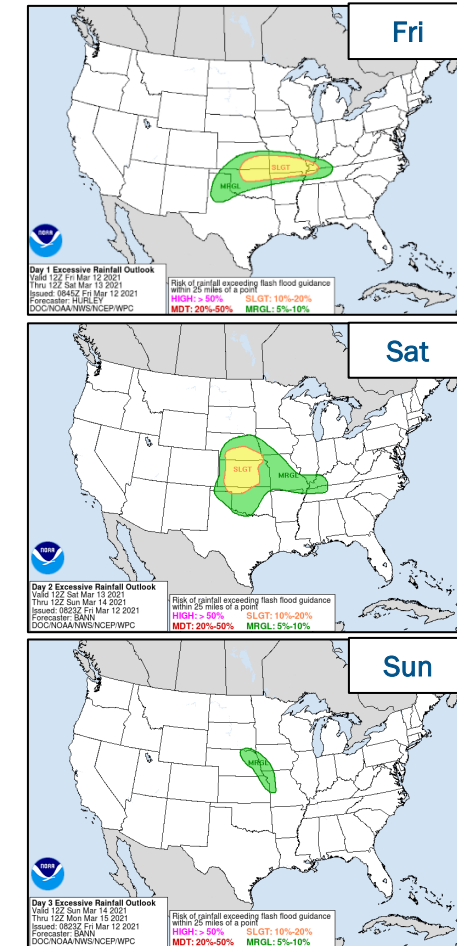 Fri
SLGT
MRGL
NOAA
Day 1 Excessive Rainfall Outlook
Valid 12Z Fri Mar 12 2021
Thru 12Z Sat Mar 13 2021
Issued: 0845Z Fri Mar 12 2021
Forecaster: HURLEY
DOC/NOAA/NWS/NCEP/WPC
Risk of rainfall exceeding flash flood guidance
within 25 miles of a point
HIGH: > 50% SLGT: 10%-20%
MDT: 20%-50% MRGL: 5%-10%
Sat
SLGT
MRGL
NOAA
Day 2 Excessive Rainfall Outlook
Valid 12Z Sat Mar 13 2021
Thru 12Z Sun Mar 14 2021
Issued: 0823Z Fri Mar 12 2021
Forecaster: BANN
DOC/NOAA/NWS/NCEP/WPC
Risk of rainfall exceeding flash flood guidance
within 25 miles of a point
HIGH: > 50% SLGT: 10%-20%
MDT: 20%-50% MRGL: 5%-10%
Sun
MRGL
NOAA
Day 3 Excessive Rainfall Outlook
Valid 12Z Sun Mar 14 2021
Thru 12Z Mon Mar 15 2021
Issued: 0823Z Fri Mar 12 2021
Forecaster: BANN
DOC/NOAA/NWS/NCEP/WPC
Risk of rainfall exceeding flash flood guidance
within 25 miles of a point
HIGH: > 50% SLGT: 10%-20%
MDT: 20%-50% MRGL: 5%-10%